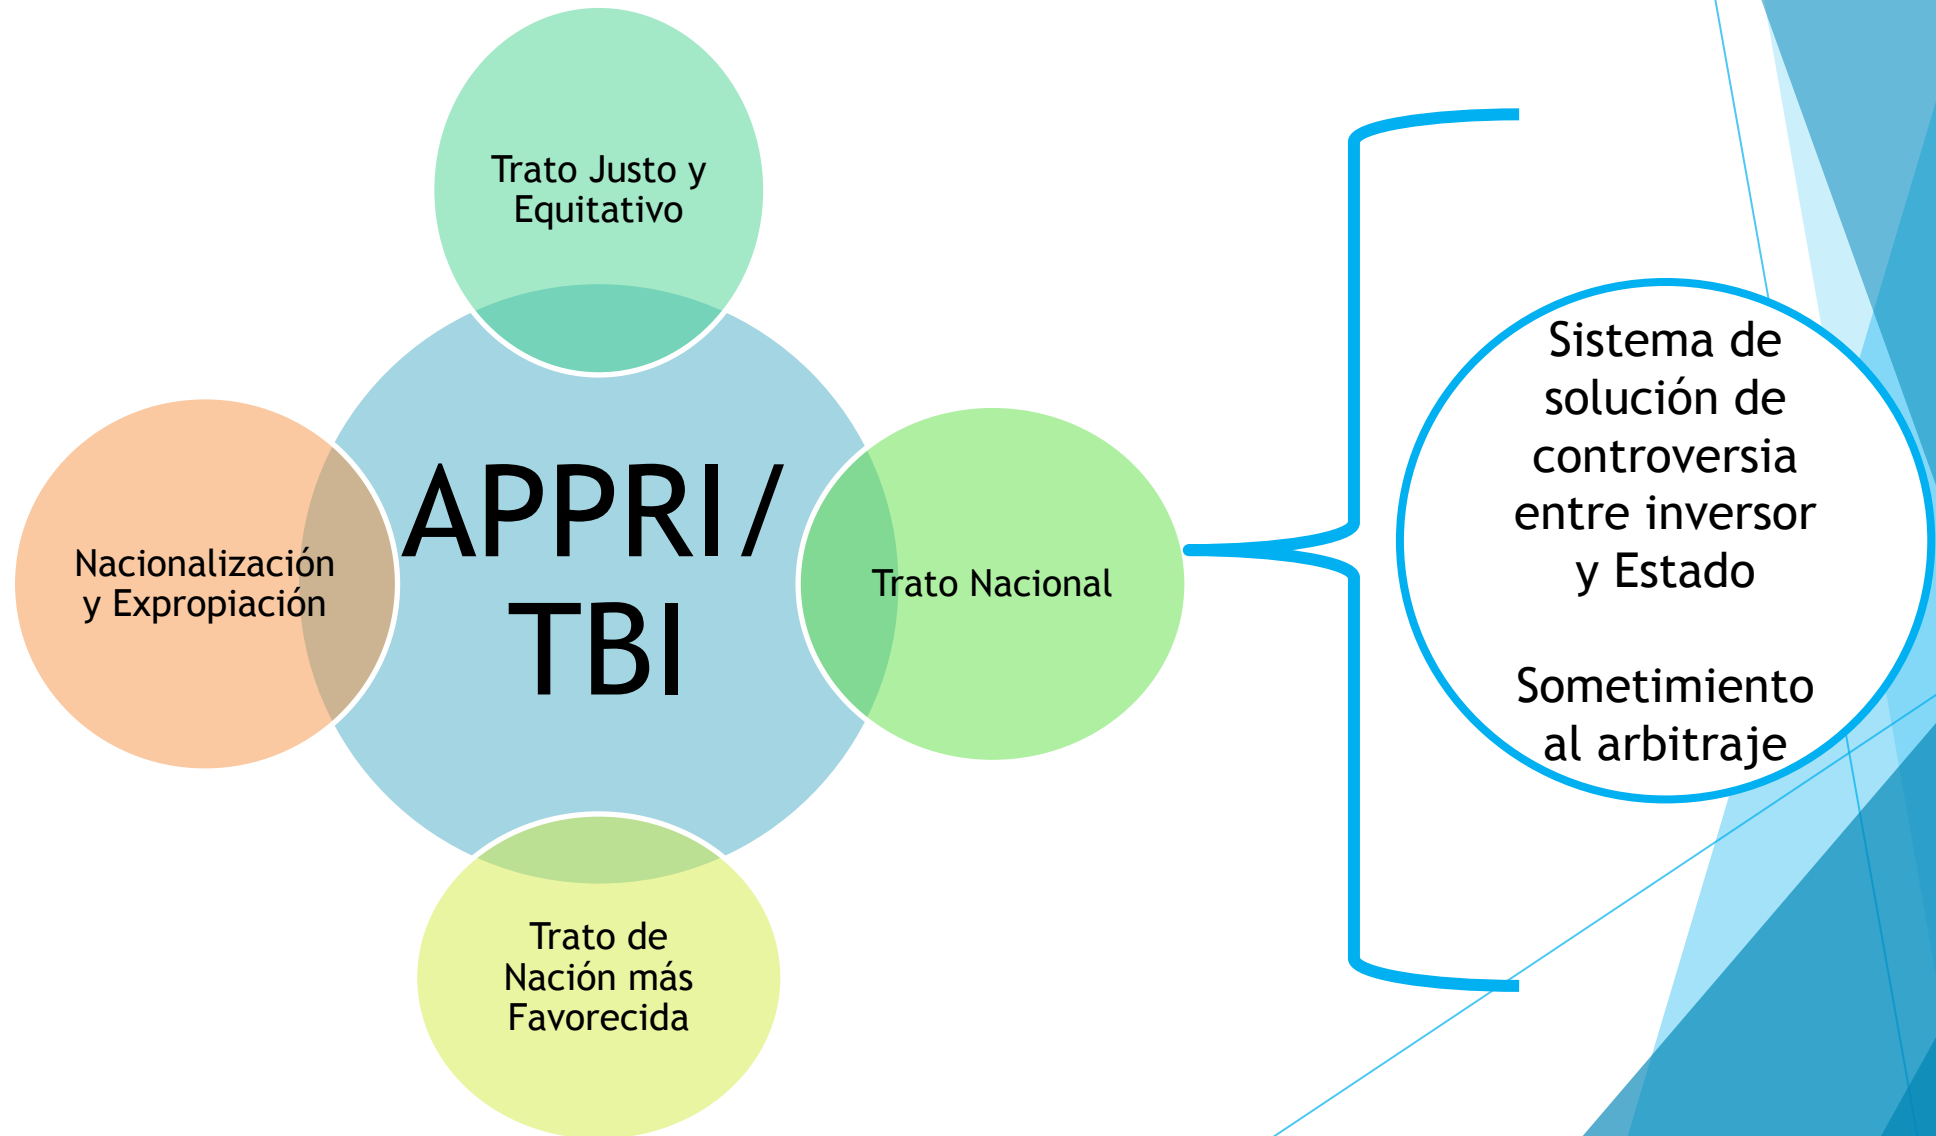 Trato Justo y
Equitativo
Nacionalización
y Expropiación
APPRI/
TBI
Trato Nacional
Trato de
Nación más
Favorecida
Sistema de
solución de
controversia
entre inversor
y Estado
Sometimiento
al arbitraje